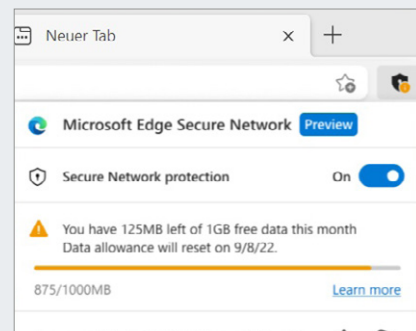 Neuer Tab
Microsoft Edge Secure Network Preview
Secure Network protection On
You have 125MB left of 1GB free data this month
Data allowance will reset on 9/8/22.
875/1000MB Learn more